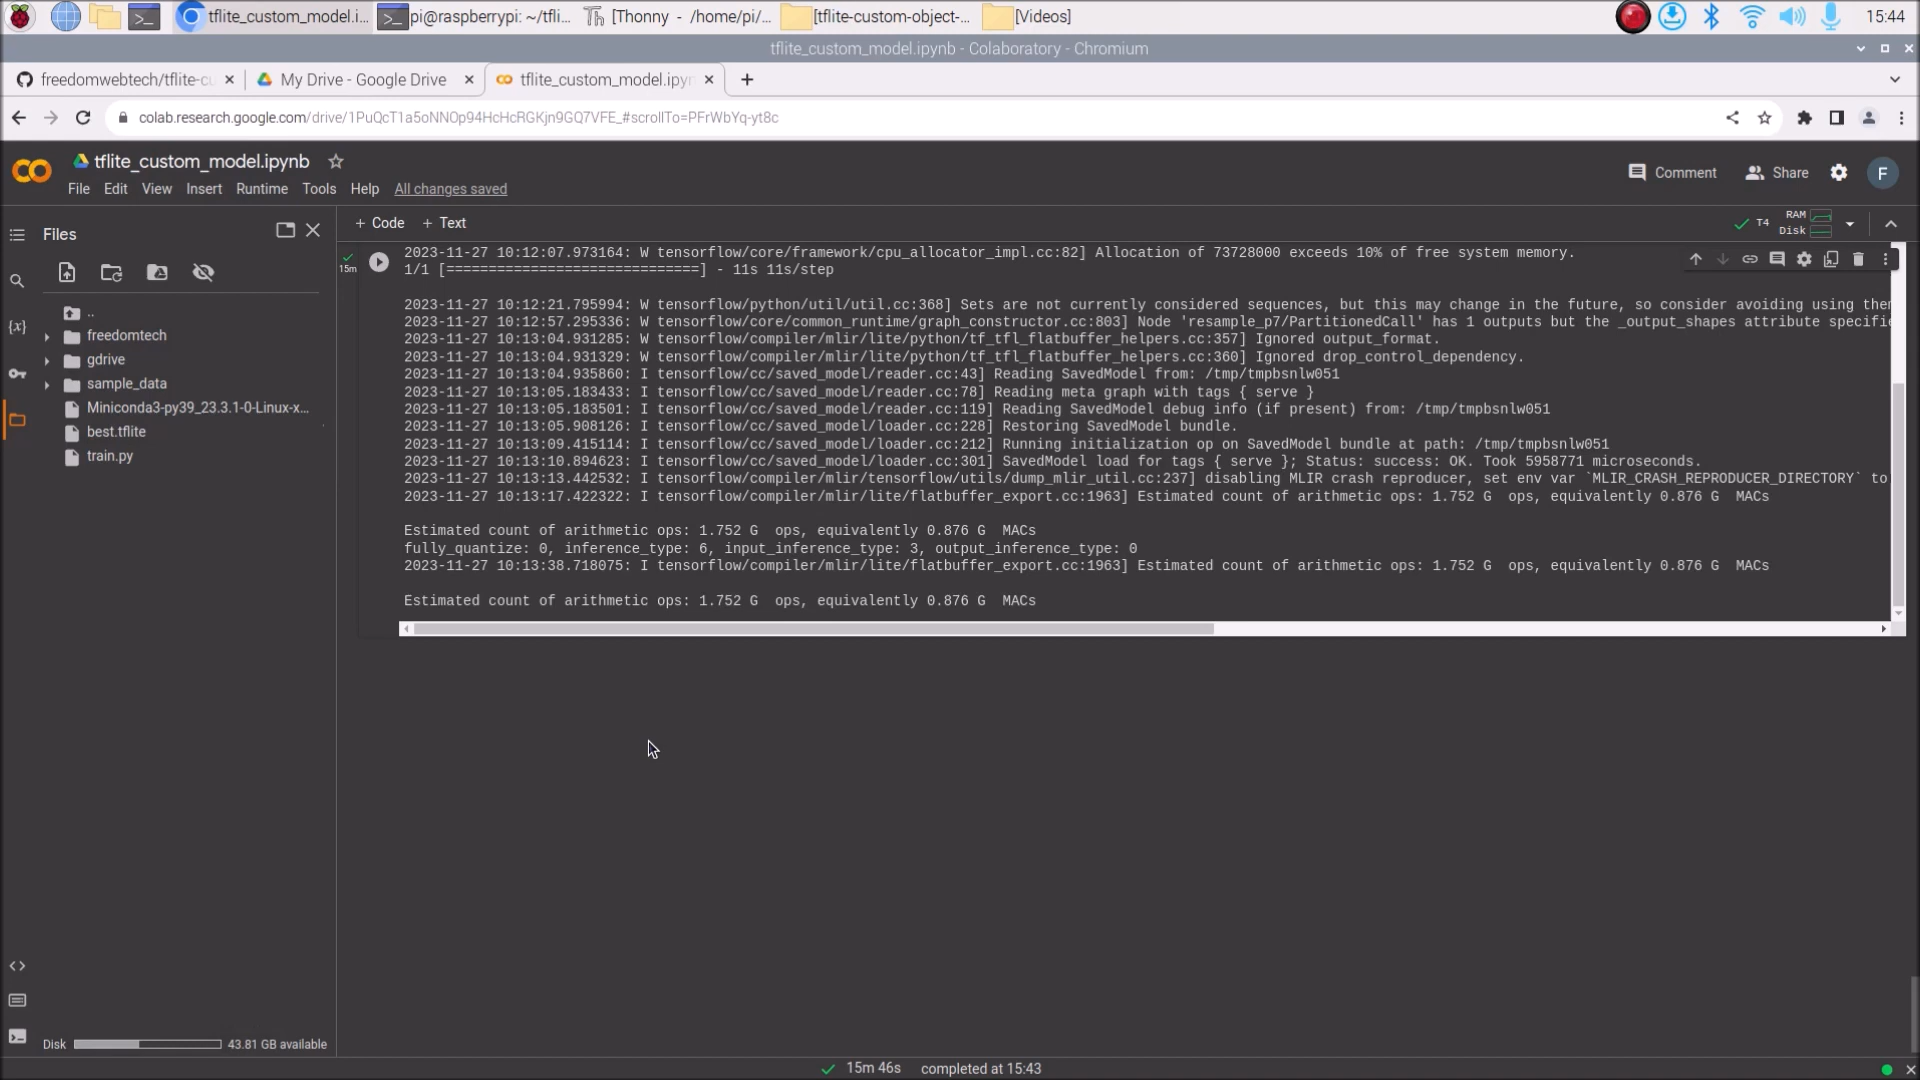 tflite_custom_model.i...
pi@raspberrypi: ~/tfli...
[Thonny - /home/pi/...
[tflite-custom-object-...
[Videos]
15:44
tflite_custom_model.ipynb - Colaboratory - Chromium
freedomwebtech/tflite-cu
My Drive - Google Drive
tflite_custom_model.ipyn
colab.research.google.com/drive/1PuQcT1a5oNNOp94HcHcRGKjn9GQ7VFE_#scrollTo=PFrWbYq-yt8c
tflite_custom_model.ipynb
File Edit View Insert Runtime Tools Help All changes saved
Comment
Share
F
Files
+ Code + Text
T4
RAM
Disk
..
freedomtech
gdrive
sample_data
Miniconda3-py39_23.3.1-0-Linux-x...
best.tflite
train.py
15m
2023-11-27 10:12:07.973164: W tensorflow/core/framework/cpu_allocator_impl.cc:82] Allocation of 73728000 exceeds 10% of free system memory.
1/1 [==============================] - 11s 11s/step
2023-11-27 10:12:21.795994: W tensorflow/python/util/util.cc:368] Sets are not currently considered sequences, but this may change in the future, so consider avoiding using then
2023-11-27 10:12:57.295336: W tensorflow/core/common_runtime/graph_constructor.cc:803] Node 'resample_p7/PartitionedCall' has 1 outputs but the _output_shapes attribute specifie
2023-11-27 10:13:04.931285: W tensorflow/compiler/mlir/lite/python/tf_tfl_flatbuffer_helpers.cc:357] Ignored output_format.
2023-11-27 10:13:04.931329: W tensorflow/compiler/mlir/lite/python/tf_tfl_flatbuffer_helpers.cc:360] Ignored drop_control_dependency.
2023-11-27 10:13:04.935860: I tensorflow/cc/saved_model/reader.cc:43] Reading SavedModel from: /tmp/tmpbsnlw051
2023-11-27 10:13:05.183433: I tensorflow/cc/saved_model/reader.cc:78] Reading meta graph with tags { serve }
2023-11-27 10:13:05.183501: I tensorflow/cc/saved_model/reader.cc:119] Reading SavedModel debug info (if present) from: /tmp/tmpbsnlw051
2023-11-27 10:13:05.908126: I tensorflow/cc/saved_model/loader.cc:228] Restoring SavedModel bundle.
2023-11-27 10:13:09.415114: I tensorflow/cc/saved_model/loader.cc:212] Running initialization op on SavedModel bundle at path: /tmp/tmpbsnlw051
2023-11-27 10:13:10.894623: I tensorflow/cc/saved_model/loader.cc:301] SavedModel load for tags { serve }; Status: success: OK. Took 5958771 microseconds.
2023-11-27 10:13:13.442532: I tensorflow/compiler/mlir/tensorflow/utils/dump_mlir_util.cc:237] disabling MLIR crash reproducer, set env var `MLIR_CRASH_REPRODUCER_DIRECTORY` to
2023-11-27 10:13:17.422322: I tensorflow/compiler/mlir/lite/flatbuffer_export.cc:1963] Estimated count of arithmetic ops: 1.752 G  ops, equivalently 0.876 G  MACs
Estimated count of arithmetic ops: 1.752 G  ops, equivalently 0.876 G  MACs
fully_quantize: 0, inference_type: 6, input_inference_type: 3, output_inference_type: 0
2023-11-27 10:13:38.718075: I tensorflow/compiler/mlir/lite/flatbuffer_export.cc:1963] Estimated count of arithmetic ops: 1.752 G  ops, equivalently 0.876 G  MACs
Estimated count of arithmetic ops: 1.752 G  ops, equivalently 0.876 G  MACs
Disk
43.81 GB available
15m 46s completed at 15:43